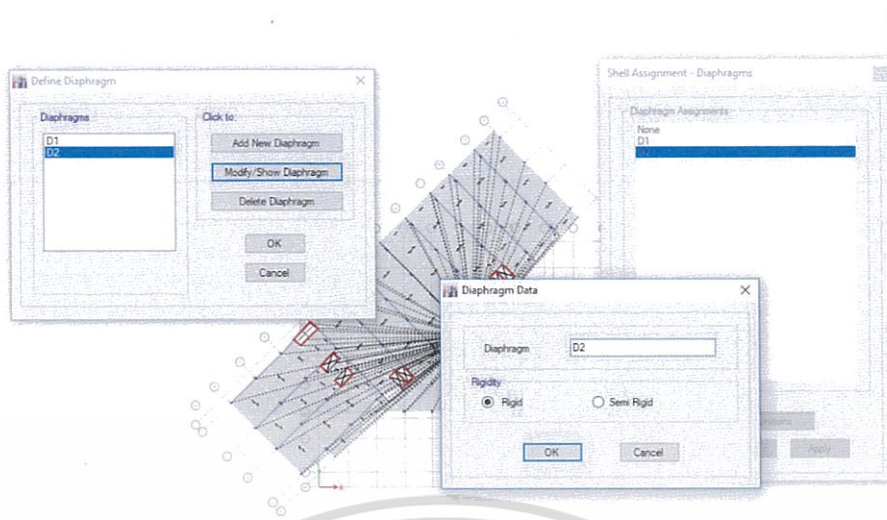 Define Diaphragm
Diaphragms
D1
D2
Click to:
Add New Diaphragm
Modify/Show Diaphragm
Delete Diaphragm
OK
Cancel
Shell Assignment - Diaphragms
Diaphragm Assignments
None
D1
Diaphragm Data
Diaphragm
D2
Rigidity
Rigid
Semi Rigid
OK
Cancel
Apply